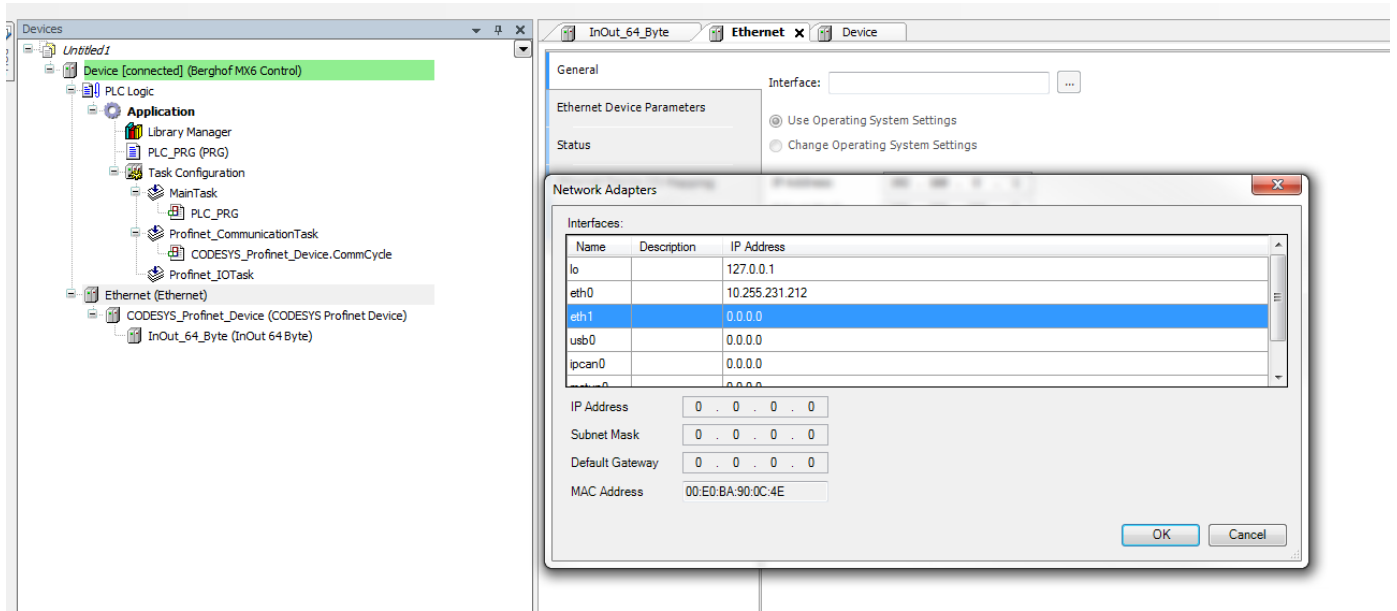 Devices
Untitled1
Device [connected] (Berghof MX6 Control)
PLC Logic
Application
Library Manager
PLC_PRG (PRG)
Task Configuration
MainTask
PLC_PRG
Profinet_CommunicationTask
CODESYS_Profinet_Device.CommCycle
Profinet_IOTask
Ethernet (Ethernet)
CODESYS_Profinet_Device (CODESYS Profinet Device)
InOut_64_Byte (InOut 64 Byte)
InOut_64_Byte Ethernet X Device
General
Ethernet Device Parameters
Status
Interface: ...
Use Operating System Settings
Change Operating System Settings
Network Adapters
Interfaces:
Name Description IP Address
lo 127.0.0.1
eth0 10.255.231.212
eth1 0.0.0.0
usb0 0.0.0.0
ipcan0 0.0.0.0
IP Address 0 . 0 . 0 . 0
Subnet Mask 0 . 0 . 0 . 0
Default Gateway 0 . 0 . 0 . 0
MAC Address 00:E0:BA:90:0C:4E
OK Cancel